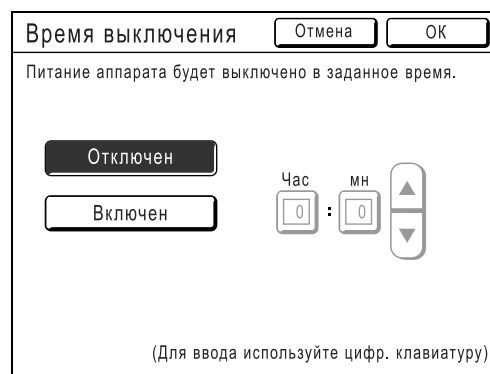 Время выключения Отмена ОК
Питание аппарата будет выключено в заданное время.
Отключен
Час мн
Включен
0 : 0
(Для ввода используйте цифр. клавиатуру)